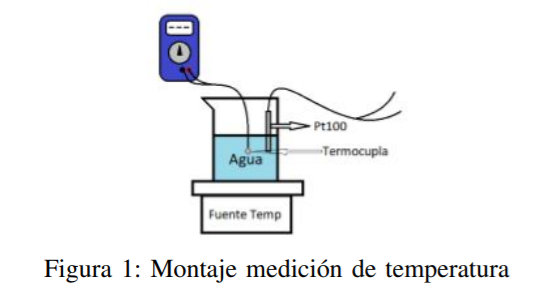 Pt100
Termocupla
Agua
Fuente Temp
Figura 1: Montaje medición de temperatura